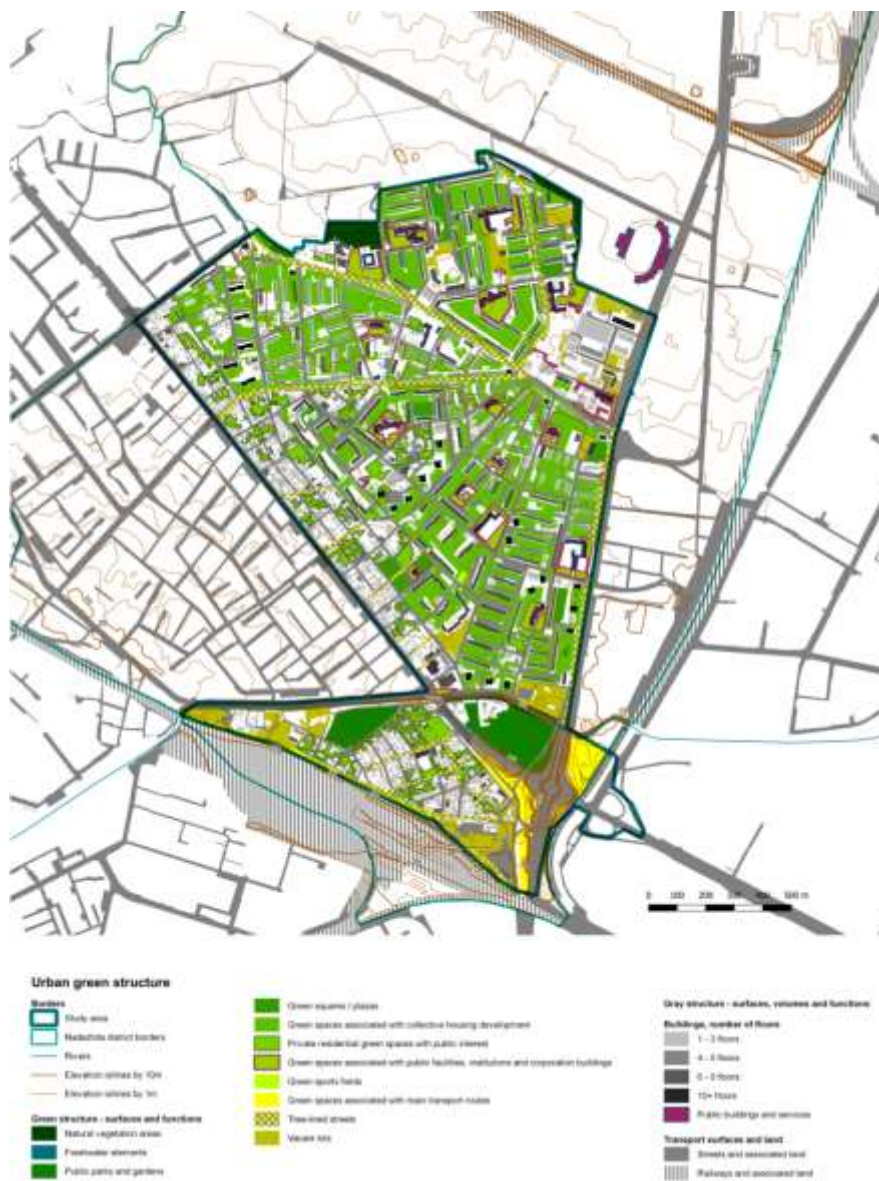 0 100 200 300 400 500 m
Urban green structure
Borders
Study area
Nadezhda district borders
Rivers
Elevation isolines by 10m
Elevation isolines by 1m
Green structure - surfaces and functions
Natural vegetation areas
Freshwater elements
Public parks and gardens
Green squares / plazas
Green spaces associated with collective housing development
Private residential green spaces with public interest
Green spaces associated with public facilities, institutions and corporation buildings
Green sports fields
Green spaces associated with main transport routes
Tree-lined streets
Vacant lots
Gray structure - surfaces, volumes and functions
Buildings, number of floors
1 - 3 floors
4 - 5 floors
6 - 9 floors
10+ floors
Public buildings and services
Transport surfaces and land
Streets and associated land
Railways and associated land